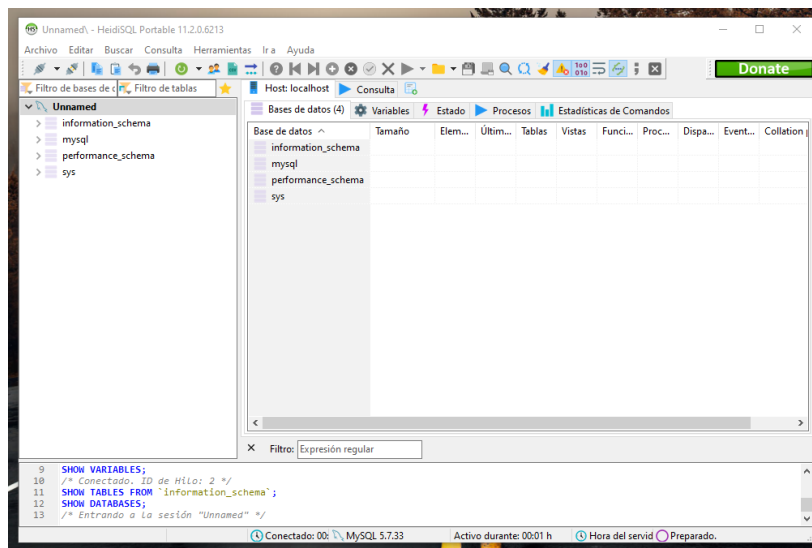 Unnamed\ - HeidiSQL Portable 11.2.0.6213
Archivo Editar Buscar Consulta Herramientas Ir a Ayuda
Donate
Filtro de bases de c Filtro de tablas
Host: localhost Consulta
Unnamed
information_schema
mysql
performance_schema
sys
Bases de datos (4) Variables Estado Procesos Estadísticas de Comandos
Base de datos Tamaño Elem... Últim... Tablas Vistas Funci... Proc... Dispa... Event... Collation
information_schema
mysql
performance_schema
sys
Filtro: Expresión regular
9 SHOW VARIABLES;
10 /* Conectado. ID de Hilo: 2 */
11 SHOW TABLES FROM `information_schema`;
12 SHOW DATABASES;
13 /* Entrando a la sesión "Unnamed" */
Conectado: 00: MySQL 5.7.33 Activo durante: 00:01 h Hora del servid Preparado.